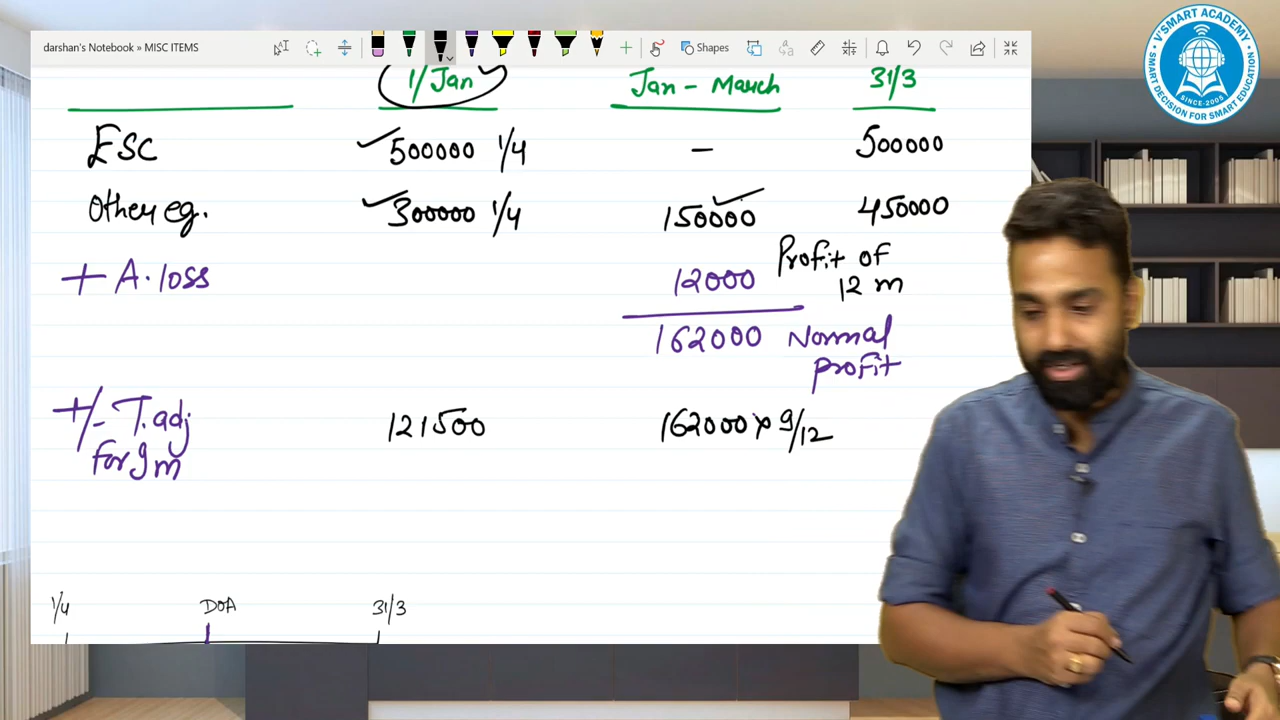 darshan's Notebook » MISC ITEMS
Shapes
1/Jan Jan - March 31/3
ESC 500000 1/4 - 500000
Other eq. 300000 1/4 150000 450000
+ A. loss 12000 Profit of
12 m
162000 Normal
profit
+/- T. adj 121500 162000 x 9/12
for 9 m
1/4 DOA 31/3
V'SMART ACADEMY
SMART DECISION FOR SMART EDUCATION
SINCE-2005